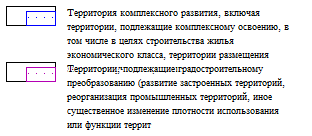 Территория комплексного развития, включая
территории, подлежащие комплексному освоению, в
том числе в целях строительства жилья
экономического класса, территории размещения
Территории, подлежащие градостроительному
преобразованию (развитие застроенных территорий,
реорганизация промышленных территорий, иное
существенное изменение плотности использования
или функции террит